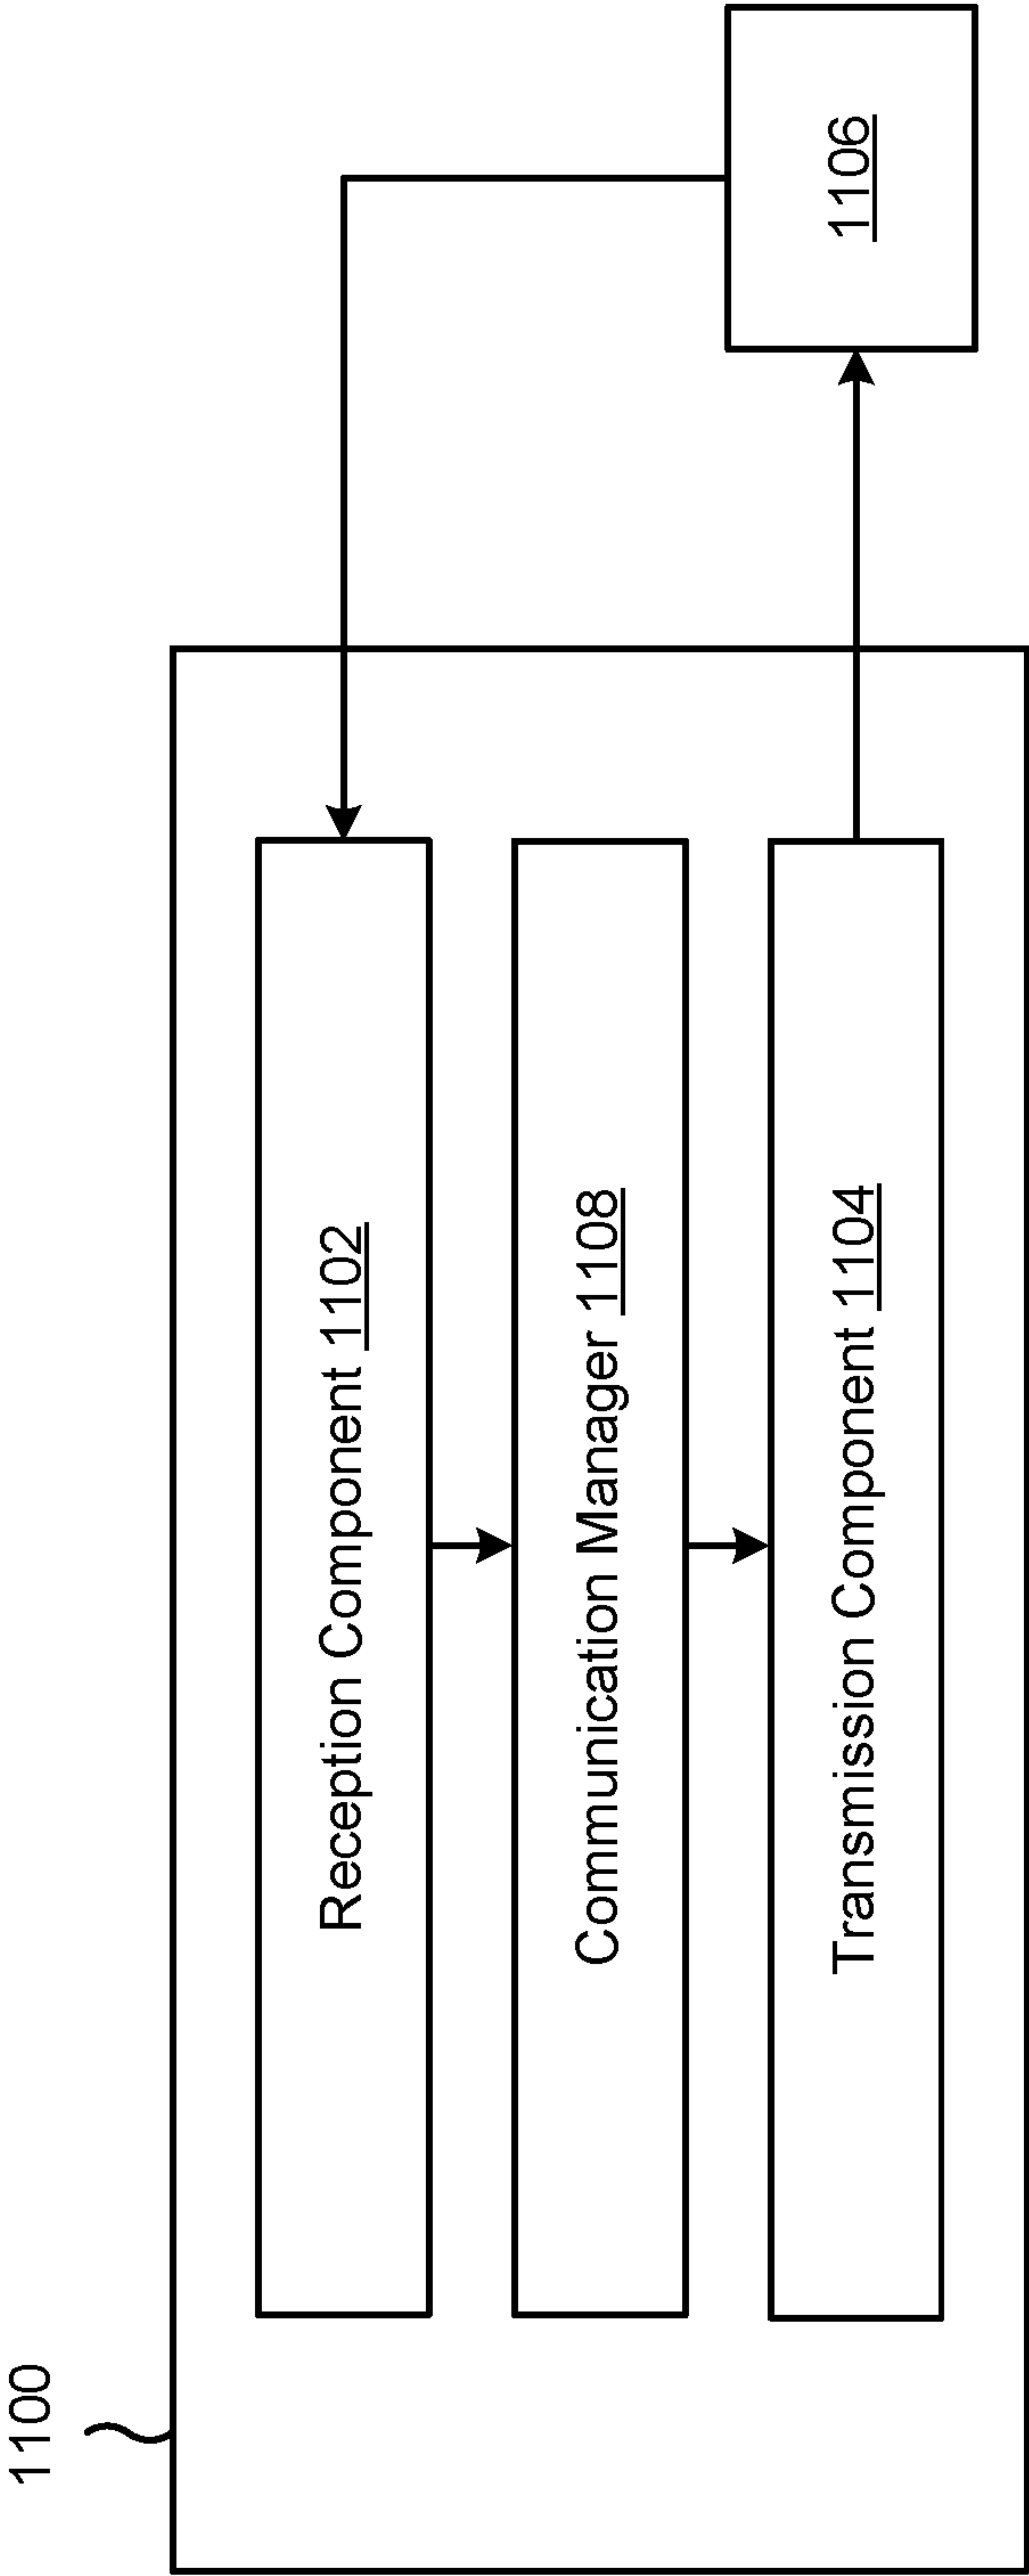 1100
Reception Component 1102
Communication Manager 1108
Transmission Component 1104
1106